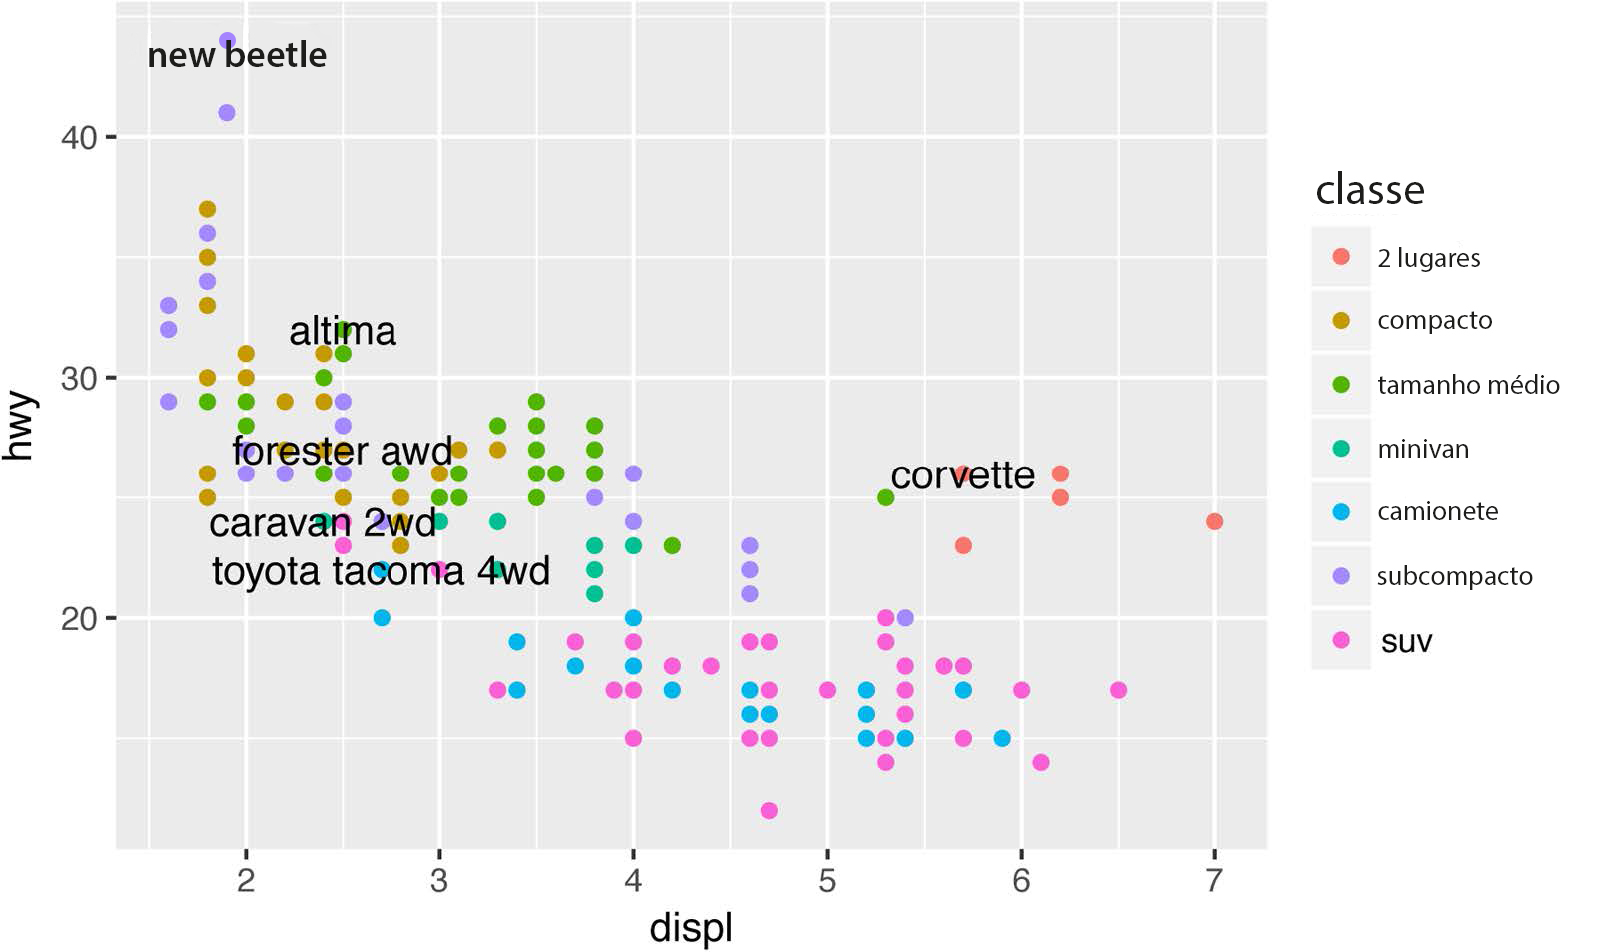 new beetle
40
altima
30
forester awd
corvette
caravan 2wd
toyota tacoma 4wd
20
hwy
2 3 4 5 6 7
displ
classe
2 lugares
compacto
tamanho médio
minivan
camionete
subcompacto
suv